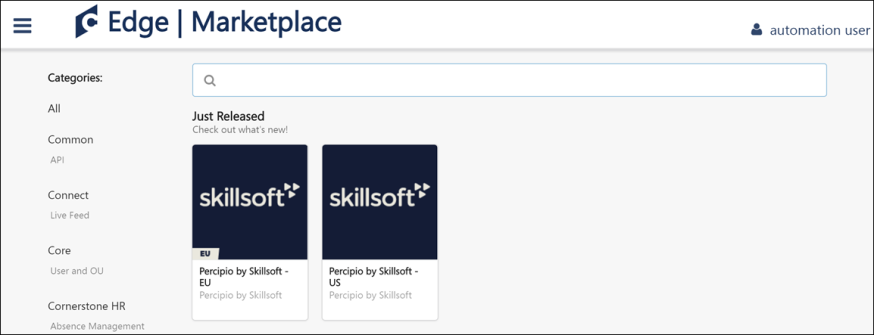 Edge | Marketplace
automation user
Categories:
All
Common
API
Connect
Live Feed
Core
User and OU
Cornerstone HR
Absence Management
Just Released
Check out what's new!
skillsoft
EU
Percipio by Skillsoft -
EU
Percipio by Skillsoft
skillsoft
Percipio by Skillsoft -
US
Percipio by Skillsoft